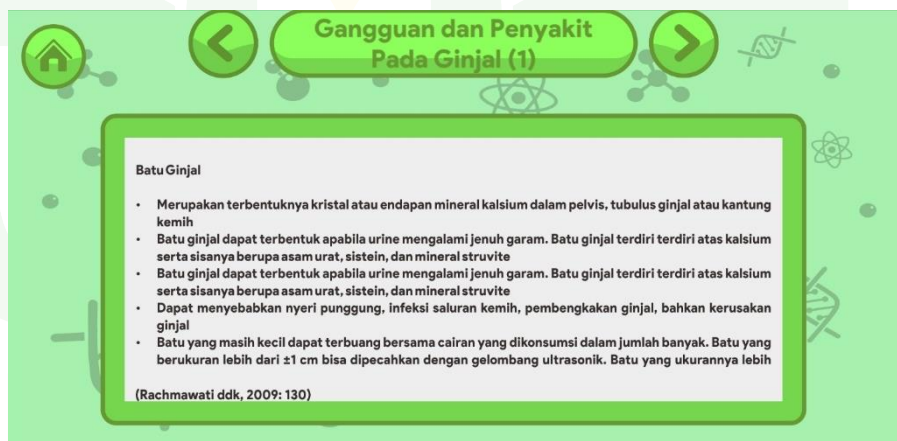 Gangguan dan Penyakit
Pada Ginjal (1)
Batu Ginjal
• Merupakan terbentuknya kristal atau endapan mineral kalsium dalam pelvis, tubulus ginjal atau kantung
kemih
• Batu ginjal dapat terbentuk apabila urine mengalami jenuh garam. Batu ginjal terdiri terdiri atas kalsium
serta sisanya berupa asam urat, sistein, dan mineral struvite
• Batu ginjal dapat terbentuk apabila urine mengalami jenuh garam. Batu ginjal terdiri terdiri atas kalsium
serta sisanya berupa asam urat, sistein, dan mineral struvite
• Dapat menyebabkan nyeri punggung, infeksi saluran kemih, pembengkakan ginjal, bahkan kerusakan
ginjal
• Batu yang masih kecil dapat terbuang bersama cairan yang dikonsumsi dalam jumlah banyak. Batu yang
berukuran lebih dari ±1 cm bisa dipecahkan dengan gelombang ultrasonik. Batu yang ukurannya lebih
(Rachmawati ddk, 2009: 130)